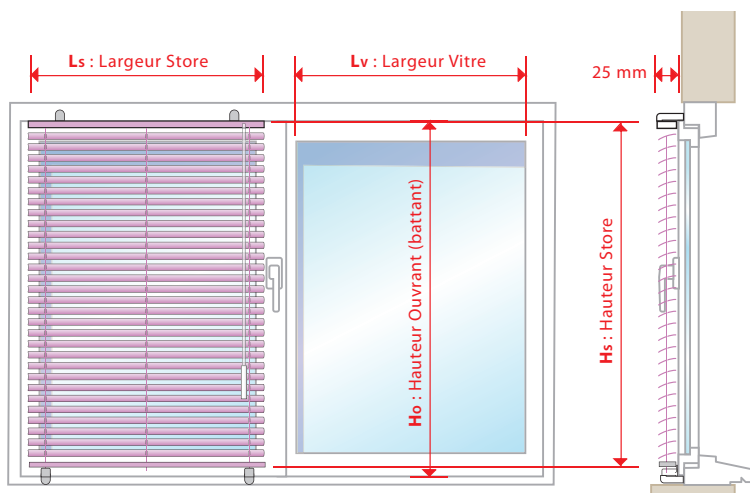 Ls : Largeur Store
Lv : Largeur Vitre
25 mm
Ho : Hauteur Ouvrant (battant)
Hs : Hauteur Store